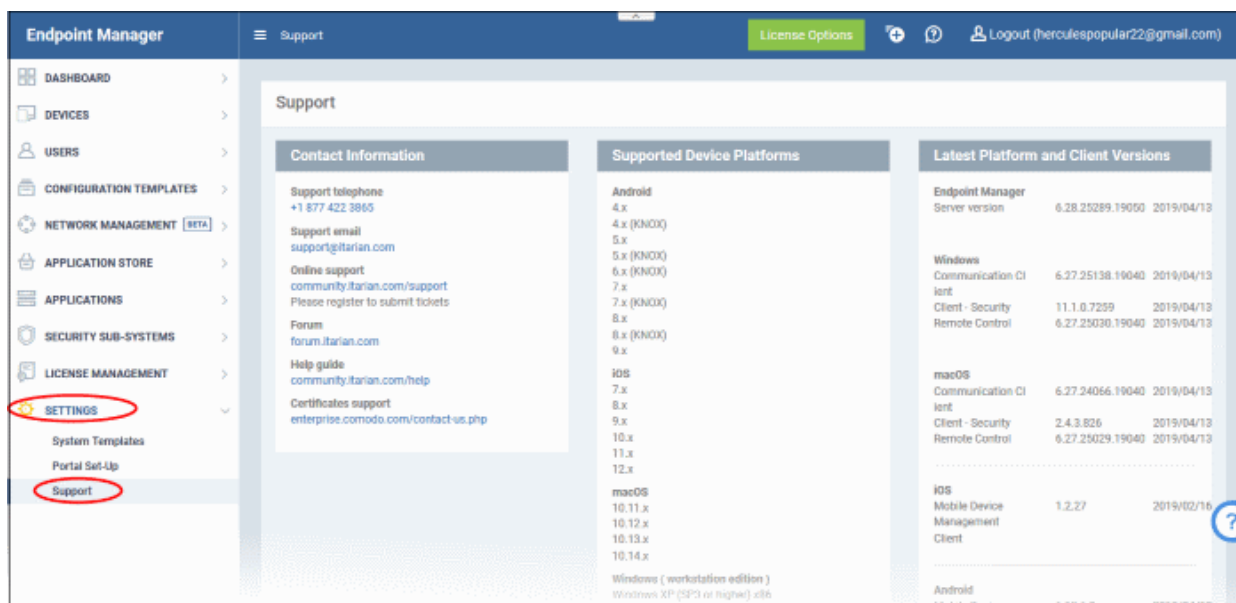 Endpoint Manager
Support
License Options
Logout (herculespopular22@gmail.com)
DASHBOARD
DEVICES
USERS
CONFIGURATION TEMPLATES
NETWORK MANAGEMENT BETA
APPLICATION STORE
APPLICATIONS
SECURITY SUB-SYSTEMS
LICENSE MANAGEMENT
SETTINGS
System Templates
Portal Set-Up
Support
Support
Contact Information
Support telephone
+1 877 422 3865
Support email
support@itarian.com
Online support
community.itarian.com/support
Please register to submit tickets
Forum
forum.itarian.com
Help guide
community.itarian.com/help
Certificates support
enterprise.comodo.com/contact-us.php
Supported Device Platforms
Android
4.x
4.x (KNOX)
5.x
5.x (KNOX)
6.x (KNOX)
7.x
7.x (KNOX)
8.x
8.x (KNOX)
9.x
iOS
7.x
8.x
9.x
10.x
11.x
12.x
macOS
10.11.x
10.12.x
10.13.x
10.14.x
Windows ( workstation edition )
Windows XP (SP3 or higher) x86
Latest Platform and Client Versions
Endpoint Manager
Server version 6.28.25289.19050 2019/04/13
Windows
Communication Cl 6.27.25138.19040 2019/04/13
ient
Client - Security 11.1.0.7259 2019/04/13
Remote Control 6.27.25030.19040 2019/04/13
macOS
Communication Cl 6.27.24066.19040 2019/04/13
ient
Client - Security 2.4.3.826 2019/04/13
Remote Control 6.27.25029.19040 2019/04/13
iOS
Mobile Device 1.2.27 2019/02/16
Management
Client
Android